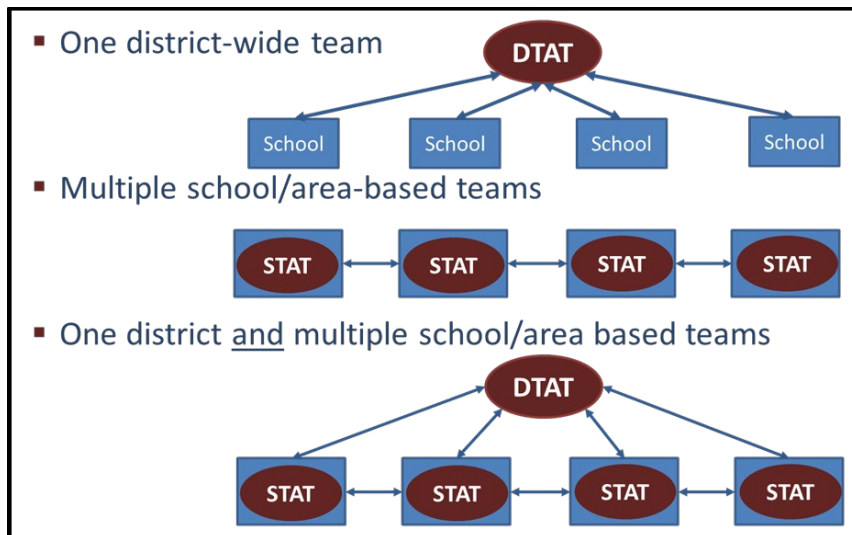 ▪ One district-wide team
DTAT
School School School School
▪ Multiple school/area-based teams
STAT STAT STAT STAT
▪ One district and multiple school/area based teams
DTAT
STAT STAT STAT STAT